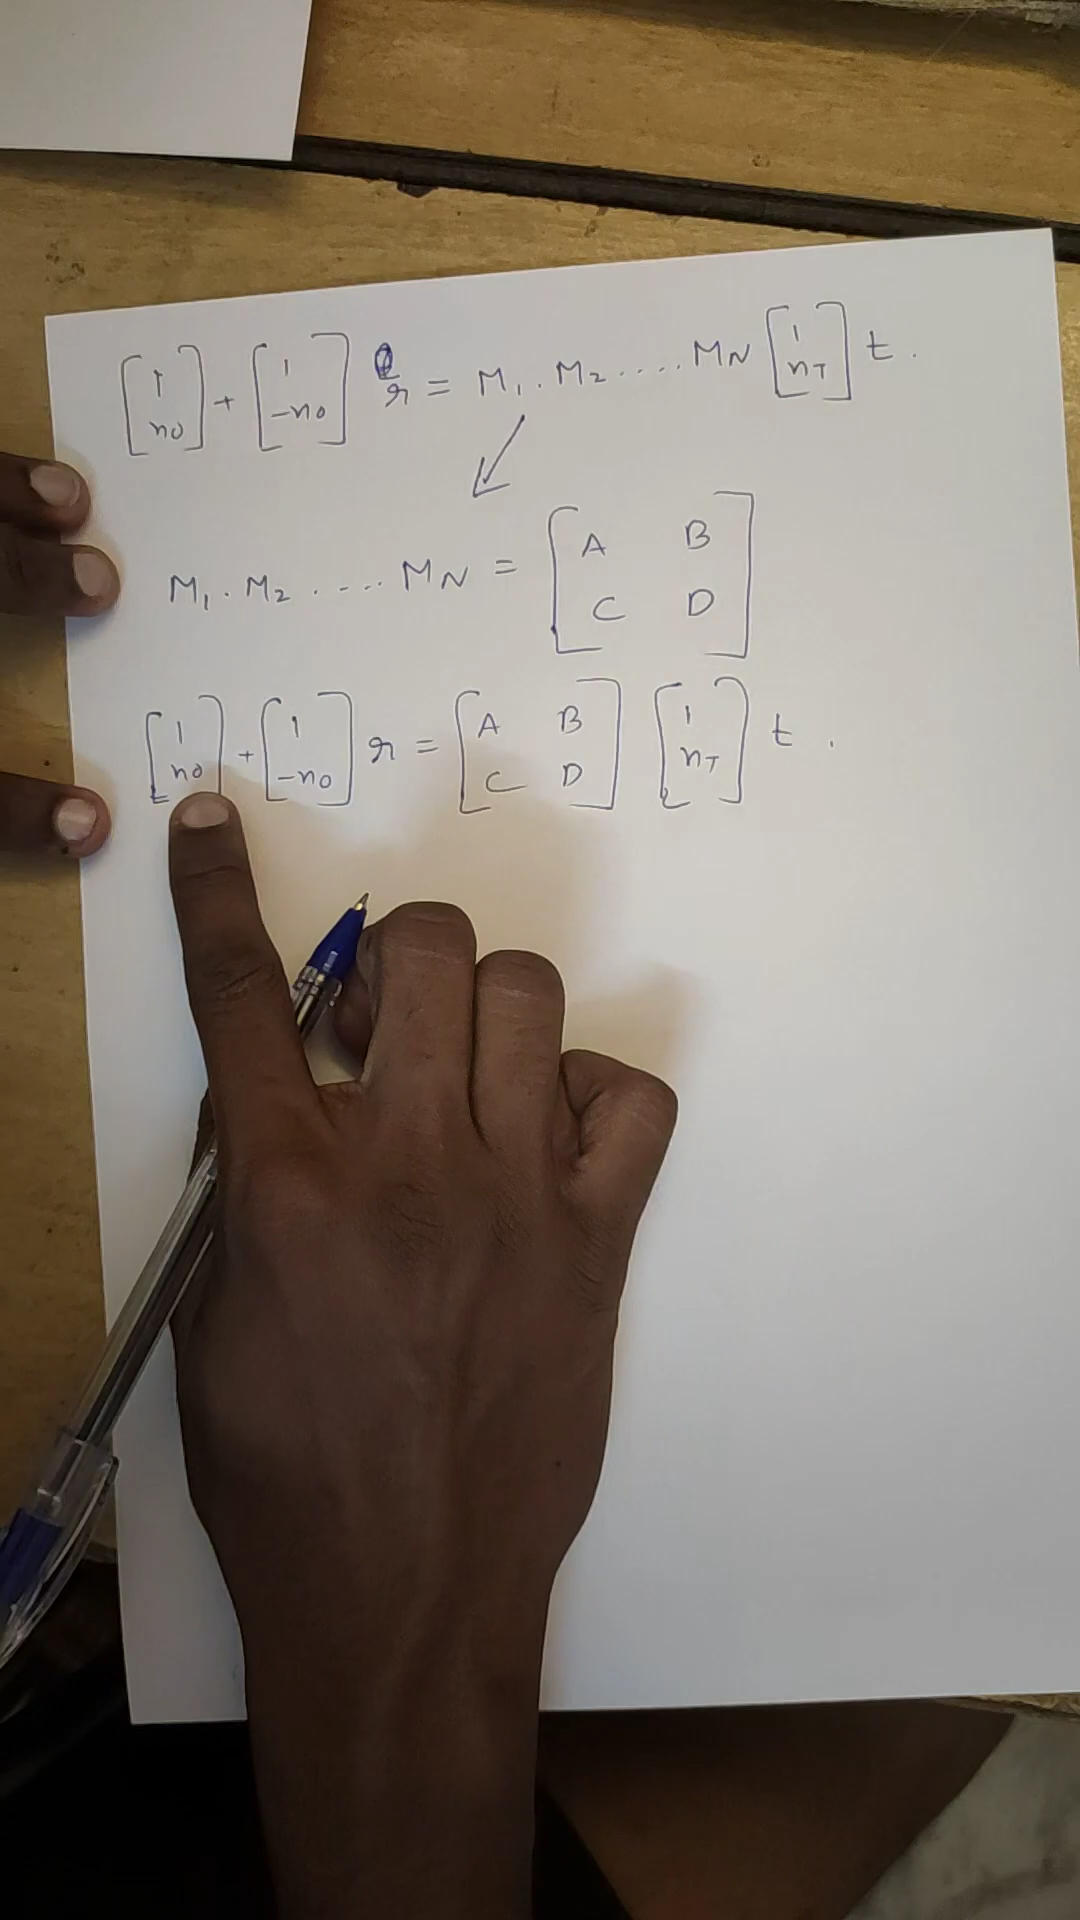 [1 n0] + [1 -n0] r = M1 . M2 ..... MN [1 nT] t .
M1 . M2 . .... MN = [A B C D]
[1 n0] + [1 -n0] r = [A B C D] [1 nT] t .